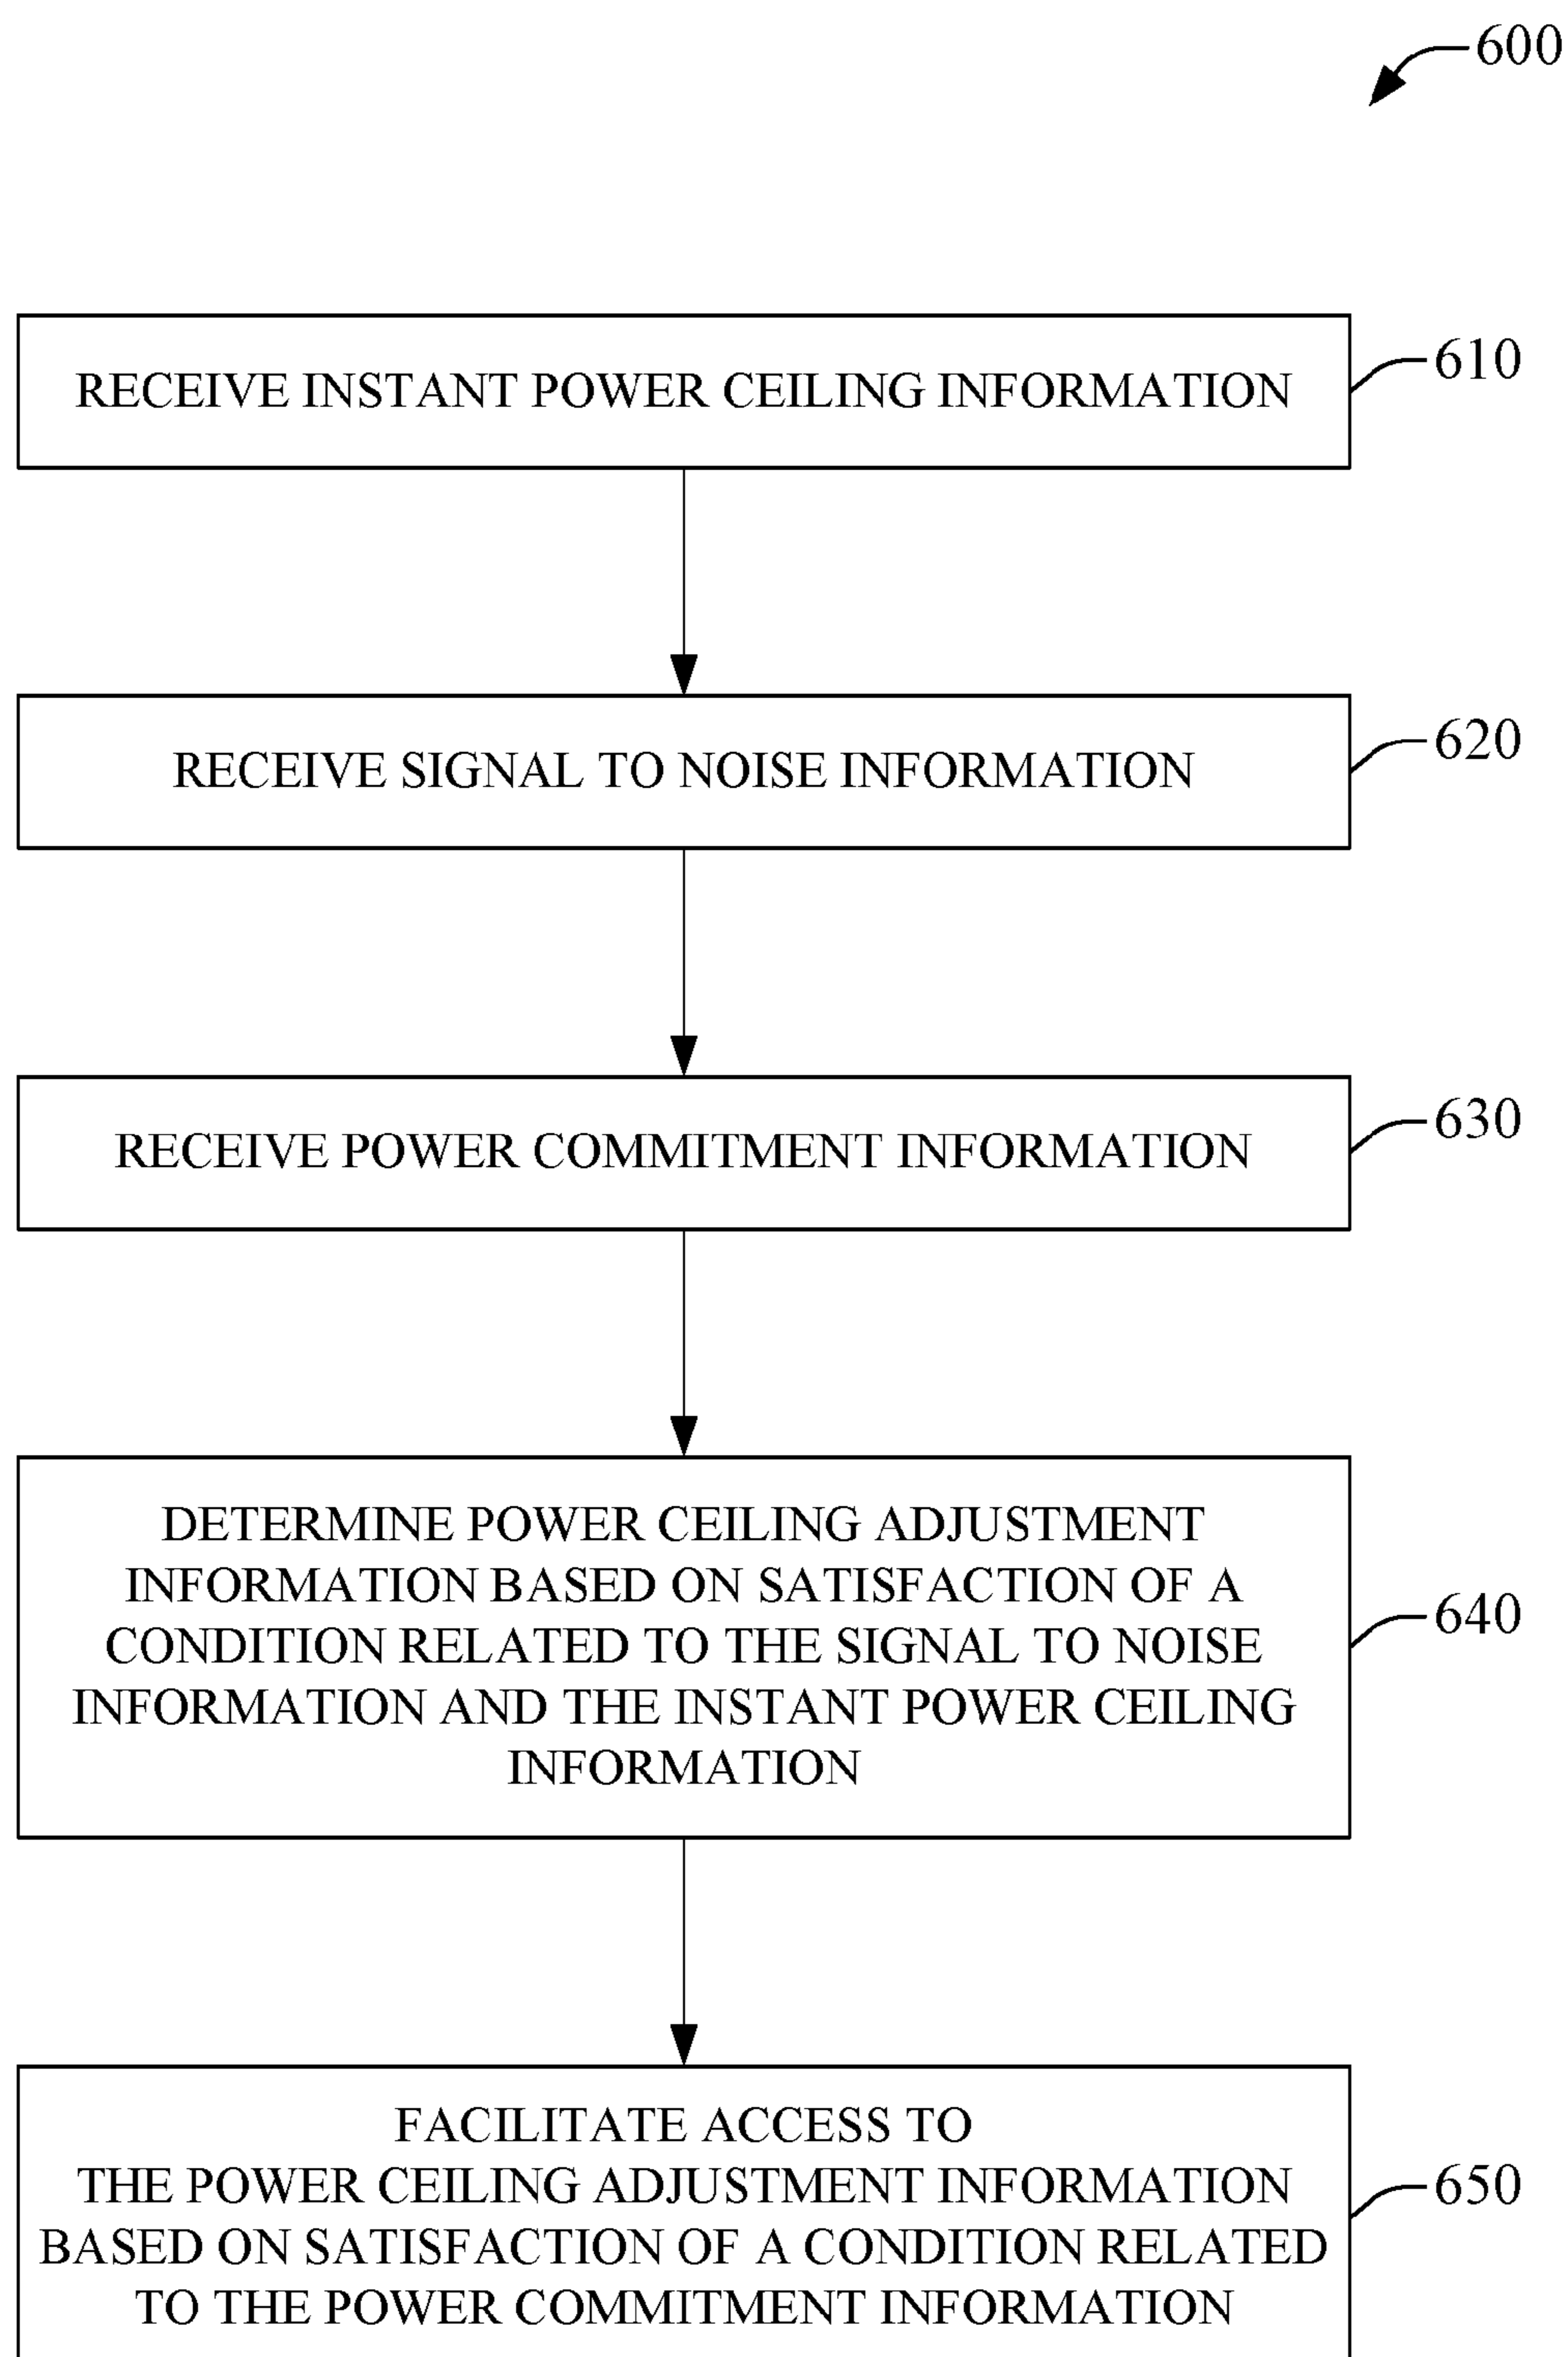 600
RECEIVE INSTANT POWER CEILING INFORMATION
610
RECEIVE SIGNAL TO NOISE INFORMATION
620
RECEIVE POWER COMMITMENT INFORMATION
630
DETERMINE POWER CEILING ADJUSTMENT
INFORMATION BASED ON SATISFACTION OF A
CONDITION RELATED TO THE SIGNAL TO NOISE
INFORMATION AND THE INSTANT POWER CEILING
INFORMATION
640
FACILITATE ACCESS TO
THE POWER CEILING ADJUSTMENT INFORMATION
BASED ON SATISFACTION OF A CONDITION RELATED
TO THE POWER COMMITMENT INFORMATION
650